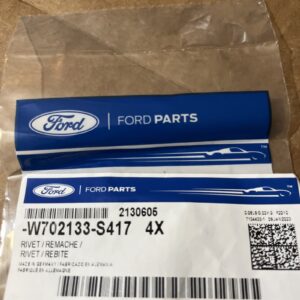 Ford FORD PARTS
Ford FORD PARTS
2130605
-W702133-S417 4X
RIVET / REMACHE /
RIVET / REBITE
MADE IN GERMANY / FABRICADO EN ALEMANIA
FABRIQUÉ EN ALLEMAGNE